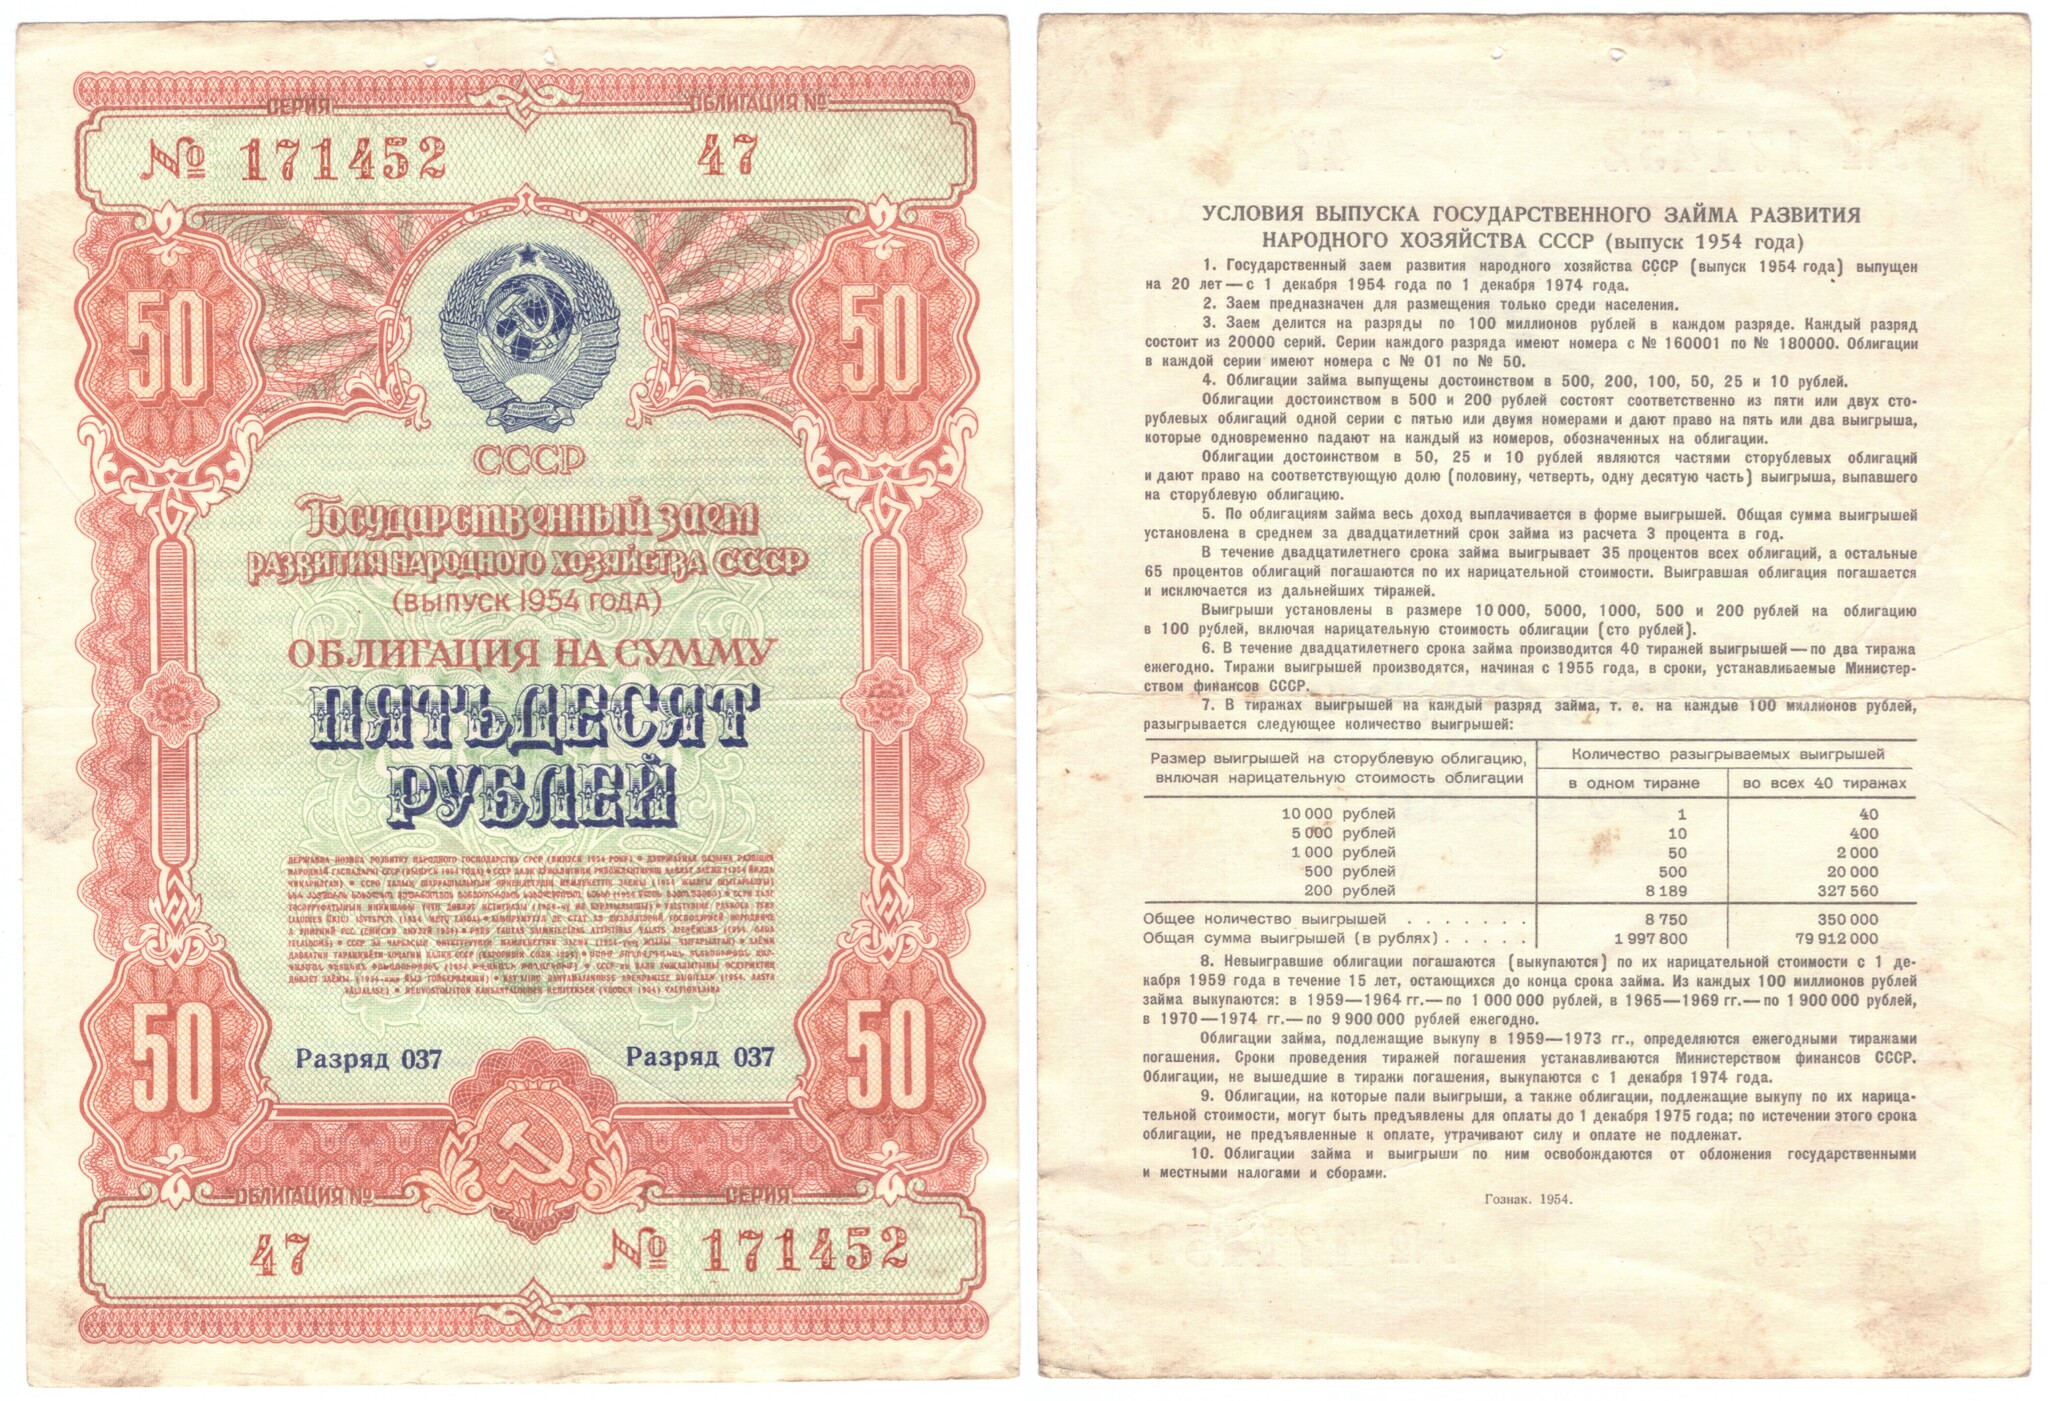 СЕРИЯ ОБЛИГАЦИЯ №
№ 171452 47
50 50
СССР
Государственный заем
развития народного хозяйства СССР
(выпуск 1954 года)
ОБЛИГАЦИЯ НА СУММУ
ПЯТЬДЕСЯТ
РУБЛЕЙ
Разряд 037 Разряд 037
50 50
ОБЛИГАЦИЯ № СЕРИЯ
47 № 171452
УСЛОВИЯ ВЫПУСКА ГОСУДАРСТВЕННОГО ЗАЙМА РАЗВИТИЯ
НАРОДНОГО ХОЗЯЙСТВА СССР (выпуск 1954 года)
1. Государственный заем развития народного хозяйства СССР (выпуск 1954 года) выпущен
на 20 лет — с 1 декабря 1954 года по 1 декабря 1974 года.
2. Заем предназначен для размещения только среди населения.
3. Заем делится на разряды по 100 миллионов рублей в каждом разряде. Каждый разряд
состоит из 20000 серий. Серии каждого разряда имеют номера с № 160001 по № 180000. Облигации
в каждой серии имеют номера с № 01 по № 50.
4. Облигации займа выпущены достоинством в 500, 200, 100, 50, 25 и 10 рублей.
Облигации достоинством в 500 и 200 рублей состоят соответственно из пяти или двух сто-
рублевых облигаций одной серии с пятью или двумя номерами и дают право на пять или два выигрыша,
которые одновременно падают на каждый из номеров, обозначенных на облигации.
Облигации достоинством в 50, 25 и 10 рублей являются частями сторублевых облигаций
и дают право на соответствующую долю (половину, четверть, одну десятую часть) выигрыша, выпавшего
на сторублевую облигацию.
5. По облигациям займа весь доход выплачивается в форме выигрышей. Общая сумма выигрышей
установлена в среднем за двадцатилетний срок займа из расчета 3 процента в год.
В течение двадцатилетнего срока займа выигрывает 35 процентов всех облигаций, а остальные
65 процентов облигаций погашаются по их нарицательной стоимости. Выигравшая облигация погашается
и исключается из дальнейших тиражей.
Выигрыши установлены в размере 10 000, 5000, 1000, 500 и 200 рублей на облигацию
в 100 рублей, включая нарицательную стоимость облигации (сто рублей).
6. В течение двадцатилетнего срока займа производится 40 тиражей выигрышей — по два тиража
ежегодно. Тиражи выигрышей производятся, начиная с 1955 года, в сроки, устанавливаемые Министер-
ством финансов СССР.
7. В тиражах выигрышей на каждый разряд займа, т. е. на каждые 100 миллионов рублей,
разыгрывается следующее количество выигрышей:
Размер выигрышей на сторублевую облигацию, Количество разыгрываемых выигрышей
включая нарицательную стоимость облигации в одном тираже во всех 40 тиражах
10 000 рублей 1 40
5 000 рублей 10 400
1 000 рублей 50 2 000
500 рублей 500 20 000
200 рублей 8 189 327 560
Общее количество выигрышей . . . . . . . 8 750 350 000
Общая сумма выигрышей (в рублях) . . . . . 1 997 800 79 912 000
8. Невыигравшие облигации погашаются (выкупаются) по их нарицательной стоимости с 1 де-
кабря 1959 года в течение 15 лет, остающихся до конца срока займа. Из каждых 100 миллионов рублей
займа выкупаются: в 1959—1964 гг.— по 1 000 000 рублей, в 1965—1969 гг.— по 1 900 000 рублей,
в 1970—1974 гг.— по 9 900 000 рублей ежегодно.
Облигации займа, подлежащие выкупу в 1959—1973 гг., определяются ежегодными тиражами
погашения. Сроки проведения тиражей погашения устанавливаются Министерством финансов СССР.
Облигации, не вышедшие в тиражи погашения, выкупаются с 1 декабря 1974 года.
9. Облигации, на которые пали выигрыши, а также облигации, подлежащие выкупу по их нарица-
тельной стоимости, могут быть предъявлены для оплаты до 1 декабря 1975 года; по истечении этого срока
облигации, не предъявленные к оплате, утрачивают силу и оплате не подлежат.
10. Облигации займа и выигрыши по ним освобождаются от обложения государственными
и местными налогами и сборами.
Гознак. 1954.